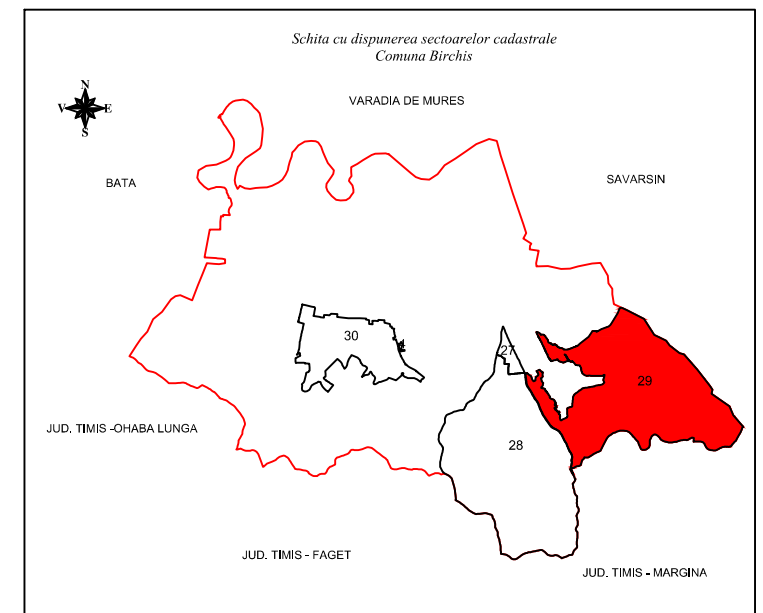 Schita cu dispunerea sectoarelor cadastrale
Comuna Birchis
N
V E
S
VARADIA DE MURES
BATA
SAVARSIN
30
27
29
28
JUD. TIMIS -OHABA LUNGA
JUD. TIMIS - FAGET
JUD. TIMIS - MARGINA